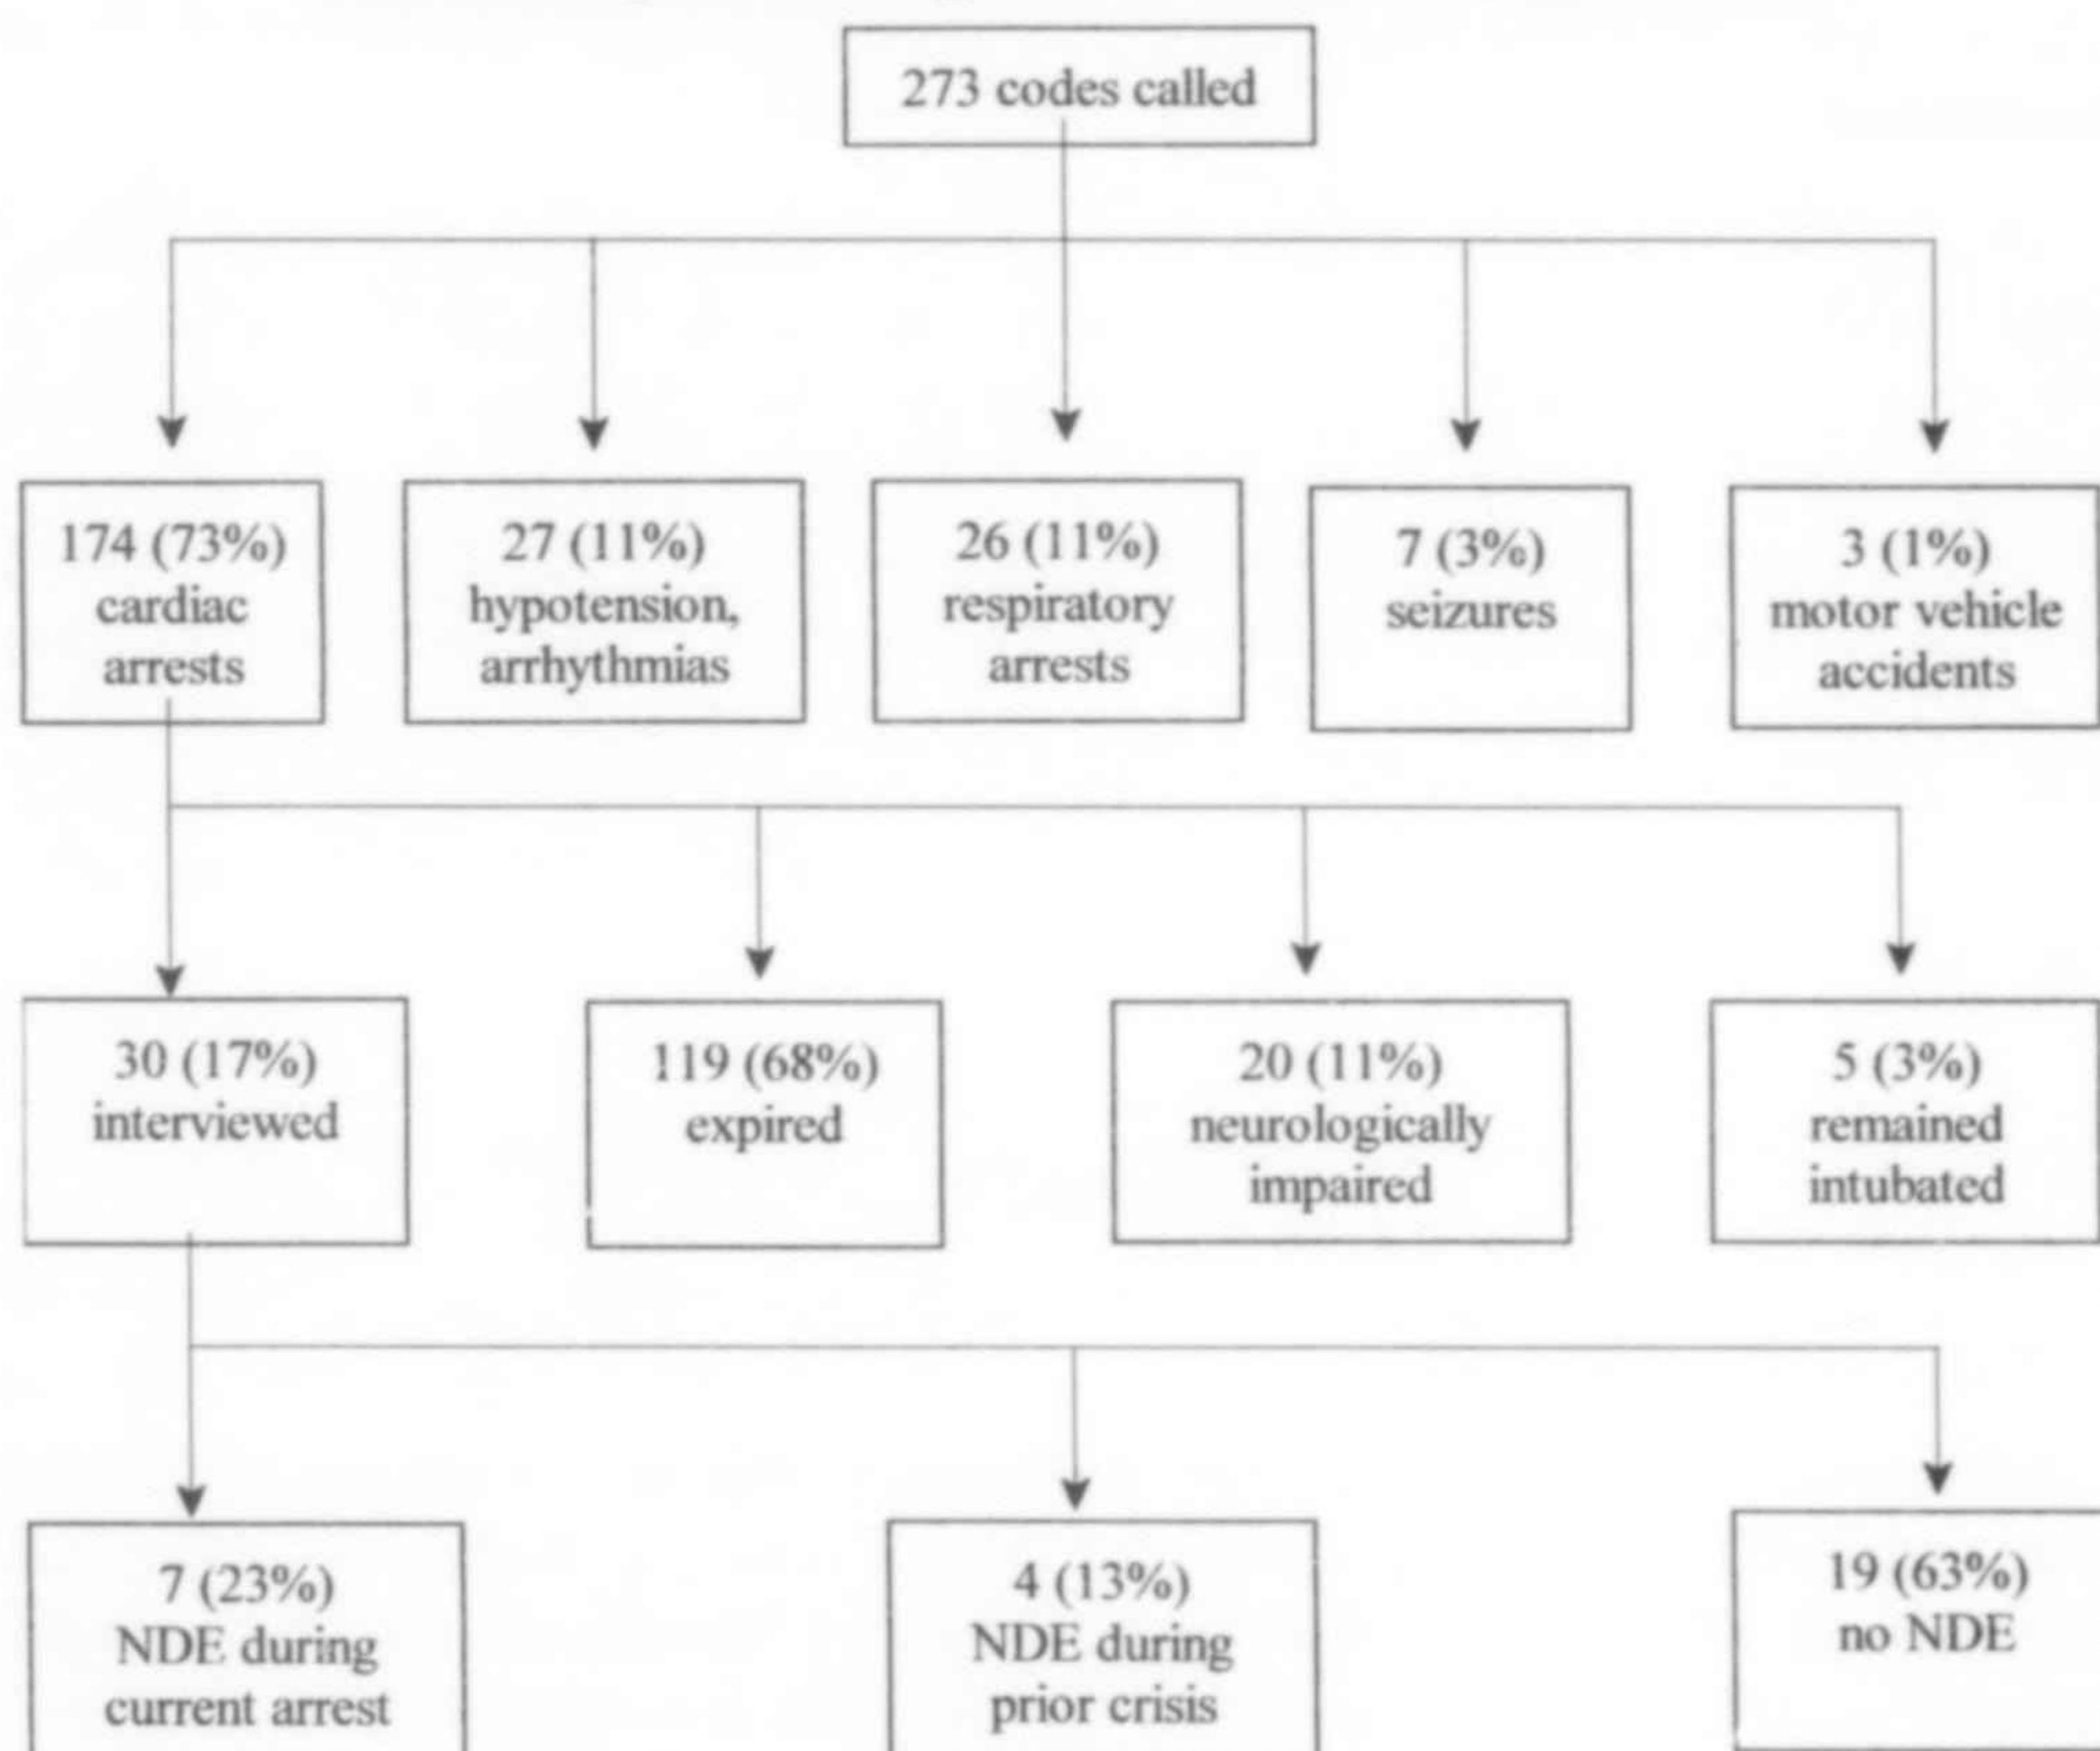 273 codes called
174 (73%)
cardiac
arrests
27 (11%)
hypotension,
arrhythmias
26 (11%)
respiratory
arrests
7 (3%)
seizures
3 (1%)
motor vehicle
accidents
30 (17%)
interviewed
119 (68%)
expired
20 (11%)
neurologically
impaired
5 (3%)
remained
intubated
7 (23%)
NDE during
current arrest
4 (13%)
NDE during
prior crisis
19 (63%)
no NDE